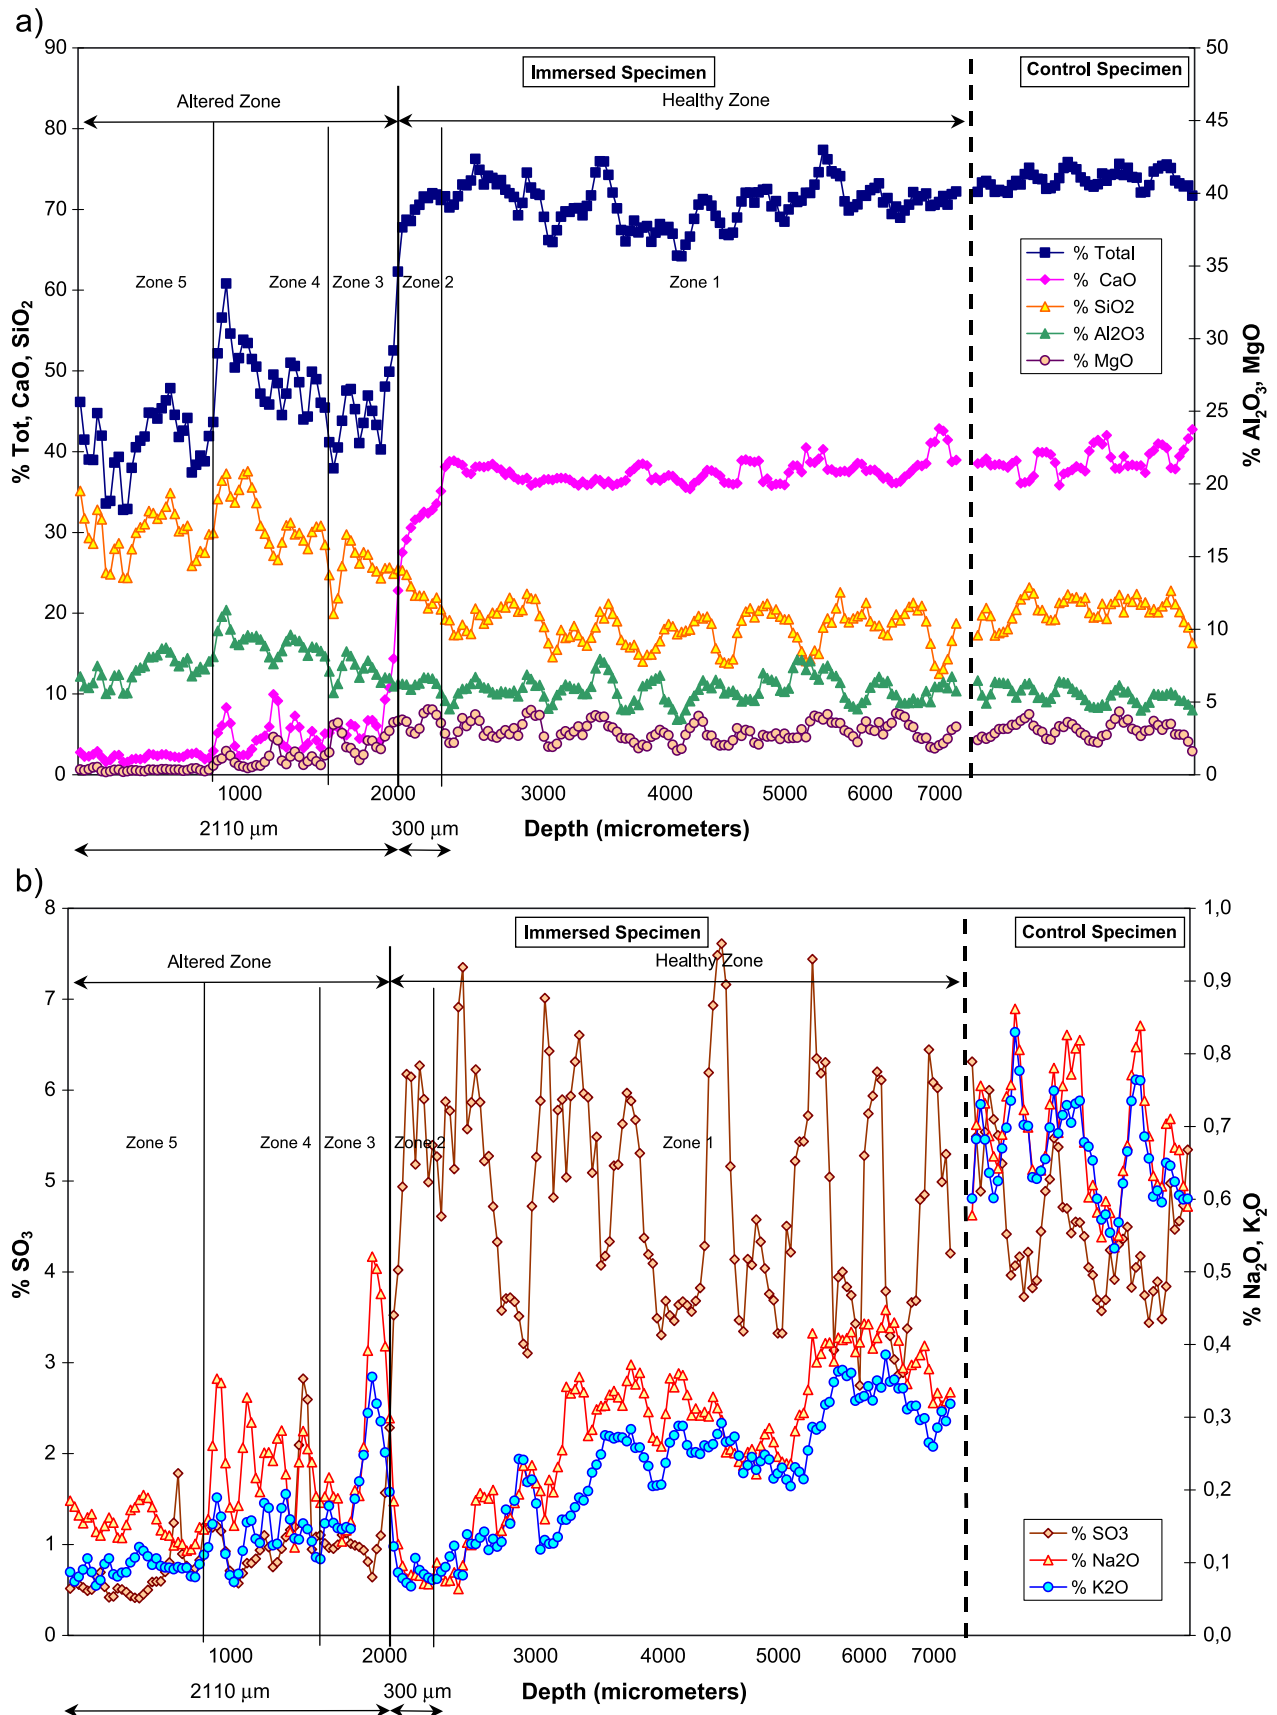 a)
90
80
70
60
50
40
30
20
10
0
% Tot, CaO, SiO2
50
45
40
35
30
25
20
15
10
5
0
% Al2O3, MgO
Immersed Specimen
Control Specimen
Altered Zone
Healthy Zone
Zone 5
Zone 4
Zone 3
Zone 2
Zone 1
% Total
% CaO
% SiO2
% Al2O3
% MgO
1000
2000
3000
4000
5000
6000
7000
2110 μm
300 μm
Depth (micrometers)
b)
8
7
6
5
4
3
2
1
0
% SO3
1,0
0,9
0,8
0,7
0,6
0,5
0,4
0,3
0,2
0,1
0,0
% Na2O, K2O
Immersed Specimen
Control Specimen
Altered Zone
Healthy Zone
Zone 5
Zone 4
Zone 3
Zone 2
Zone 1
% SO3
% Na2O
% K2O
1000
2000
3000
4000
5000
6000
7000
2110 μm
300 μm
Depth (micrometers)